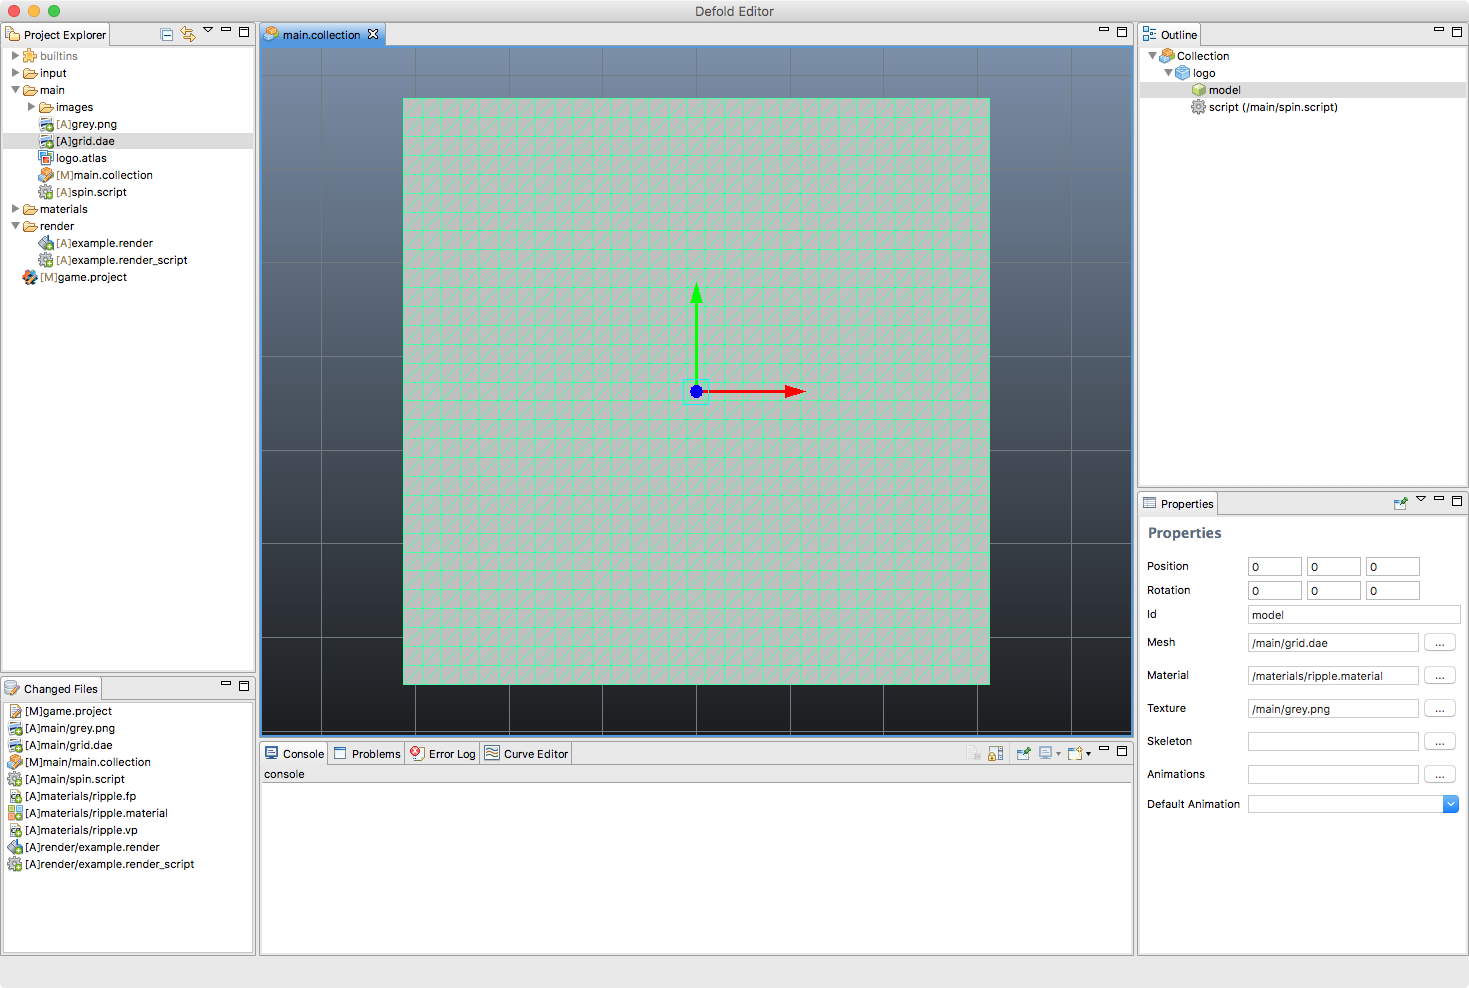 Defold Editor
Project Explorer
builtins
input
main
images
[A]grey.png
[A]grid.dae
logo.atlas
[M]main.collection
[A]spin.script
materials
render
[A]example.render
[A]example.render_script
[M]game.project
Changed Files
[M]game.project
[A]main/grey.png
[A]main/grid.dae
[M]main/main.collection
[A]main/spin.script
[A]materials/ripple.fp
[A]materials/ripple.material
[A]materials/ripple.vp
[A]render/example.render
[A]render/example.render_script
main.collection
Console Problems Error Log Curve Editor
console
Outline
Collection
logo
model
script (/main/spin.script)
Properties
Properties
Position 0 0 0
Rotation 0 0 0
Id model
Mesh /main/grid.dae ...
Material /materials/ripple.material ...
Texture /main/grey.png ...
Skeleton ...
Animations ...
Default Animation